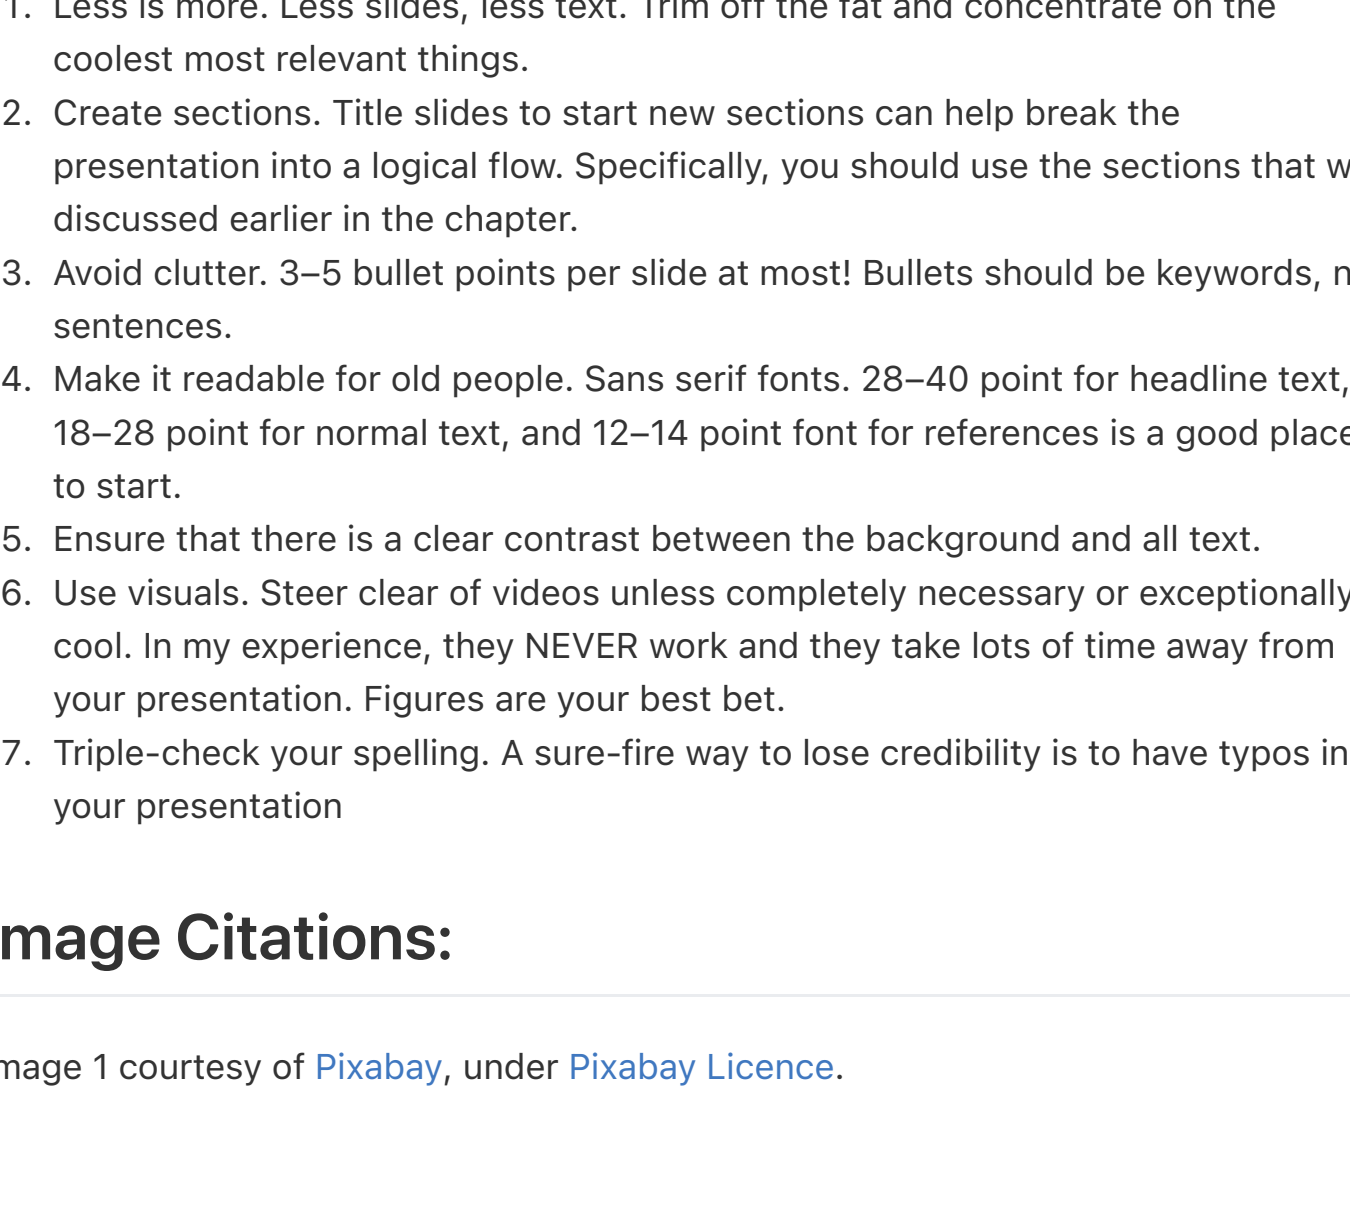 1. Less is more. Less slides, less text. Trim off the fat and concentrate on the
coolest most relevant things.
2. Create sections. Title slides to start new sections can help break the
presentation into a logical flow. Specifically, you should use the sections that w
discussed earlier in the chapter.
3. Avoid clutter. 3–5 bullet points per slide at most! Bullets should be keywords, n
sentences.
4. Make it readable for old people. Sans serif fonts. 28–40 point for headline text,
18–28 point for normal text, and 12–14 point font for references is a good place
to start.
5. Ensure that there is a clear contrast between the background and all text.
6. Use visuals. Steer clear of videos unless completely necessary or exceptionally
cool. In my experience, they NEVER work and they take lots of time away from
your presentation. Figures are your best bet.
7. Triple-check your spelling. A sure-fire way to lose credibility is to have typos in
your presentation
mage Citations:
mage 1 courtesy of Pixabay, under Pixabay Licence.